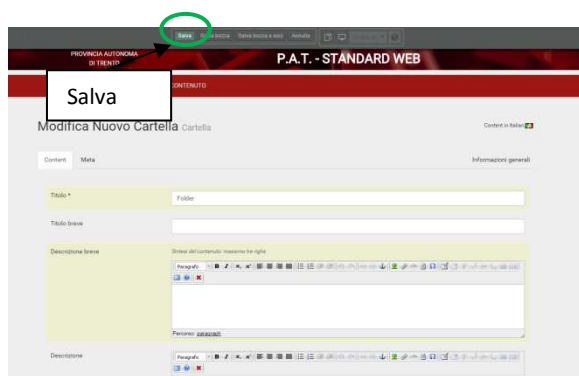 Salva Salva bozza Salva bozza e esci Annulla
PROVINCIA AUTONOMA
DI TRENTO
P.A.T. - STANDARD WEB
Salva
CONTENUTO
Modifica Nuovo Cartella Cartella
Content in Italian
Content Meta Informazioni generali
Titolo *
Folder
Titolo breve
Descrizione breve
Sintesi del contenuto: massimo tre righe
Paragrafo
Percorso: paragraph
Descrizione
Paragrafo